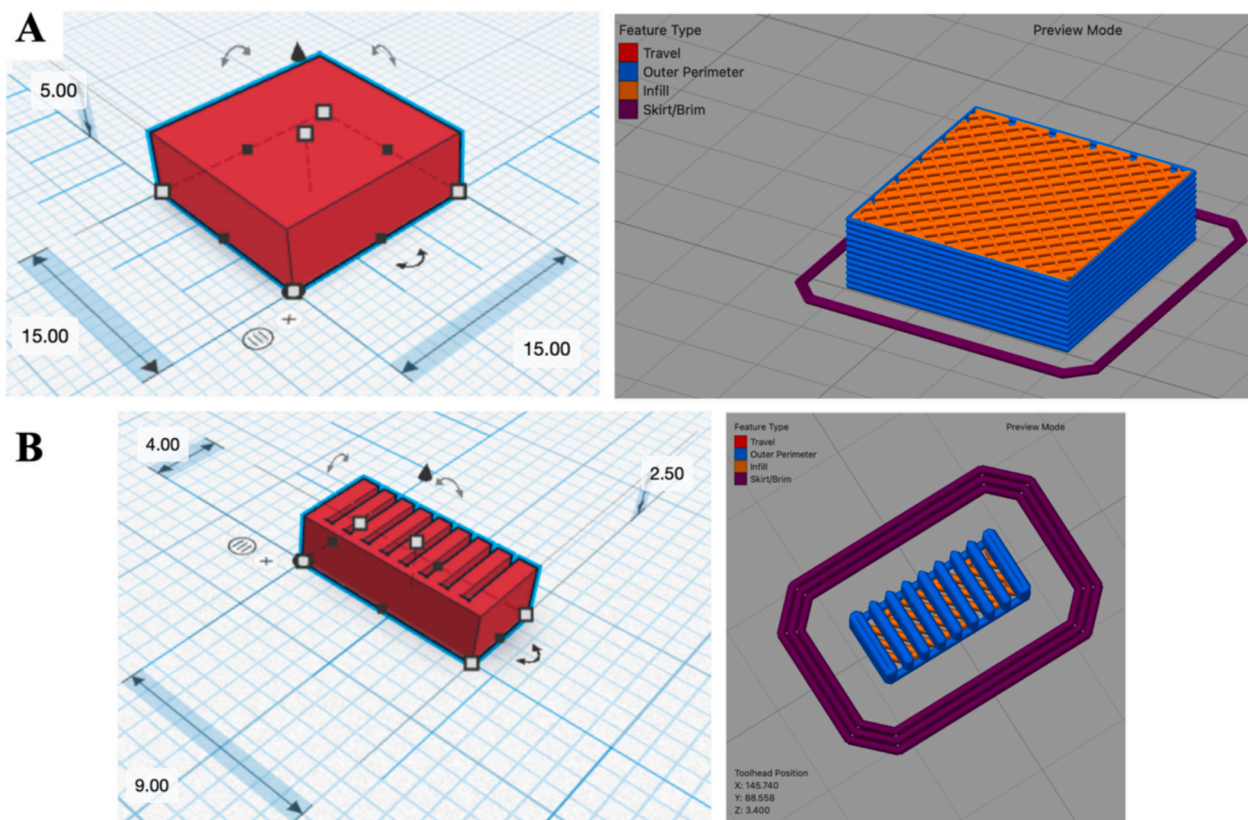 A
5.00
15.00
15.00
Feature Type
Travel
Outer Perimeter
Infill
Skirt/Brim
Preview Mode
B
4.00
2.50
9.00
Feature Type
Travel
Outer Perimeter
Infill
Skirt/Brim
Preview Mode
Toolhead Position
X: 145.740
Y: 88.558
Z: 3.400